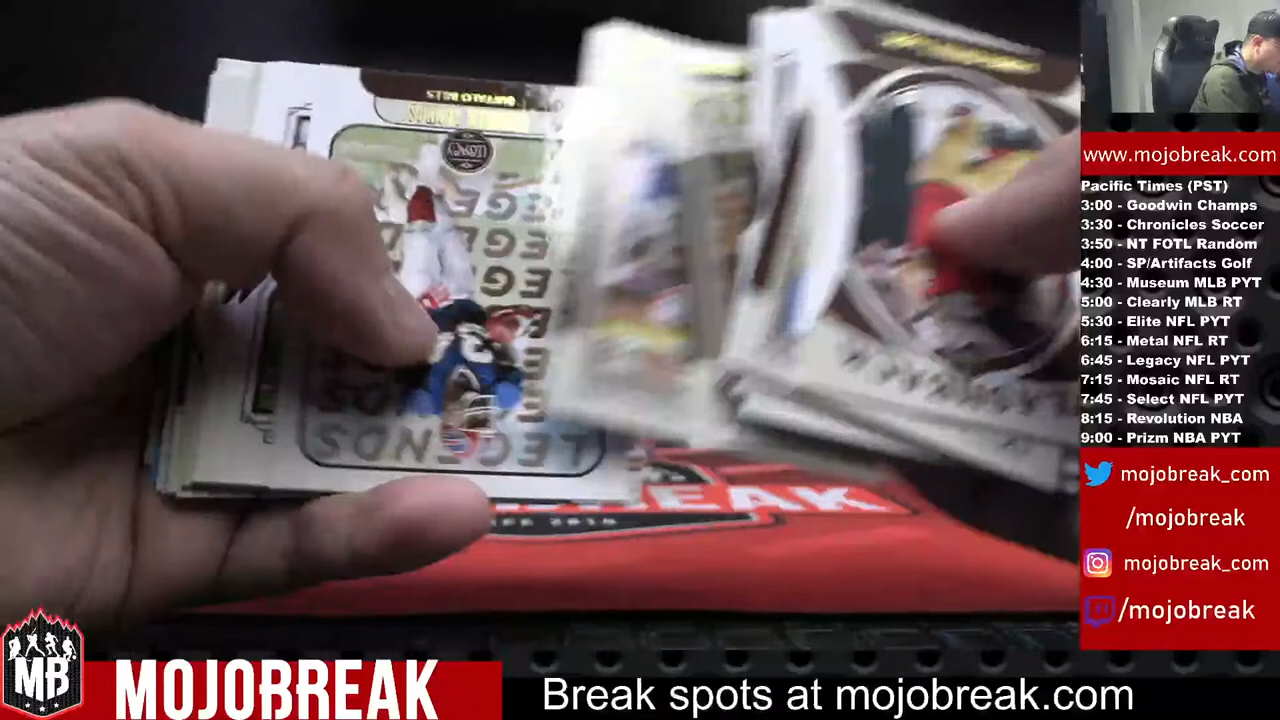 BUFFALO BILLS
LEGENDS
www.mojobreak.com
Pacific Times (PST)
3:00 - Goodwin Champs
3:30 - Chronicles Soccer
3:50 - NT FOTL Random
4:00 - SP/Artifacts Golf
4:30 - Museum MLB PYT
5:00 - Clearly MLB RT
5:30 - Elite NFL PYT
6:15 - Metal NFL RT
6:45 - Legacy NFL PYT
7:15 - Mosaic NFL RT
7:45 - Select NFL PYT
8:15 - Revolution NBA
9:00 - Prizm NBA PYT
mojobreak_com
/mojobreak
mojobreak_com
/mojobreak
MB
MOJOBREAK
Break spots at mojobreak.com